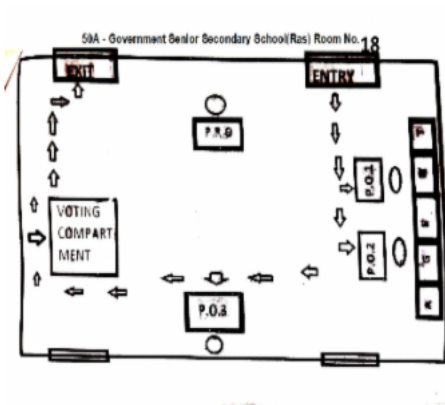 59A - Government Senior Secondary School(Ras) Room No. 18
EXIT
ENTRY
P.R.O
P.O.1
VOTING
COMPART
MENT
P.O.2
P.O.3